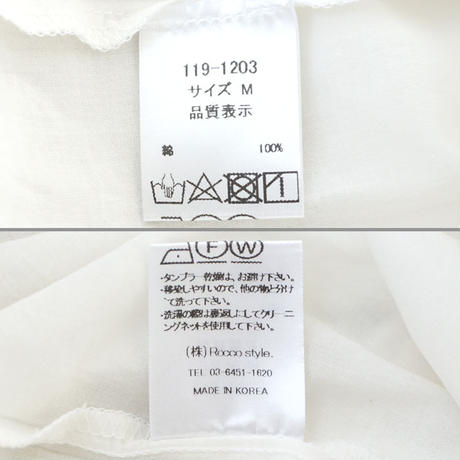 119-1203
サイズ M
品質表示
綿 100%
F W
・タンブラー乾燥は、お避け下さい。
・移染しやすいので、他の物と分け
て洗って下さい。
・洗濯の際は裏返しにしてクリーニ
ングネットを使用して下さい。
(株) Rocco style.
TEL 03-6451-1620
MADE IN KOREA